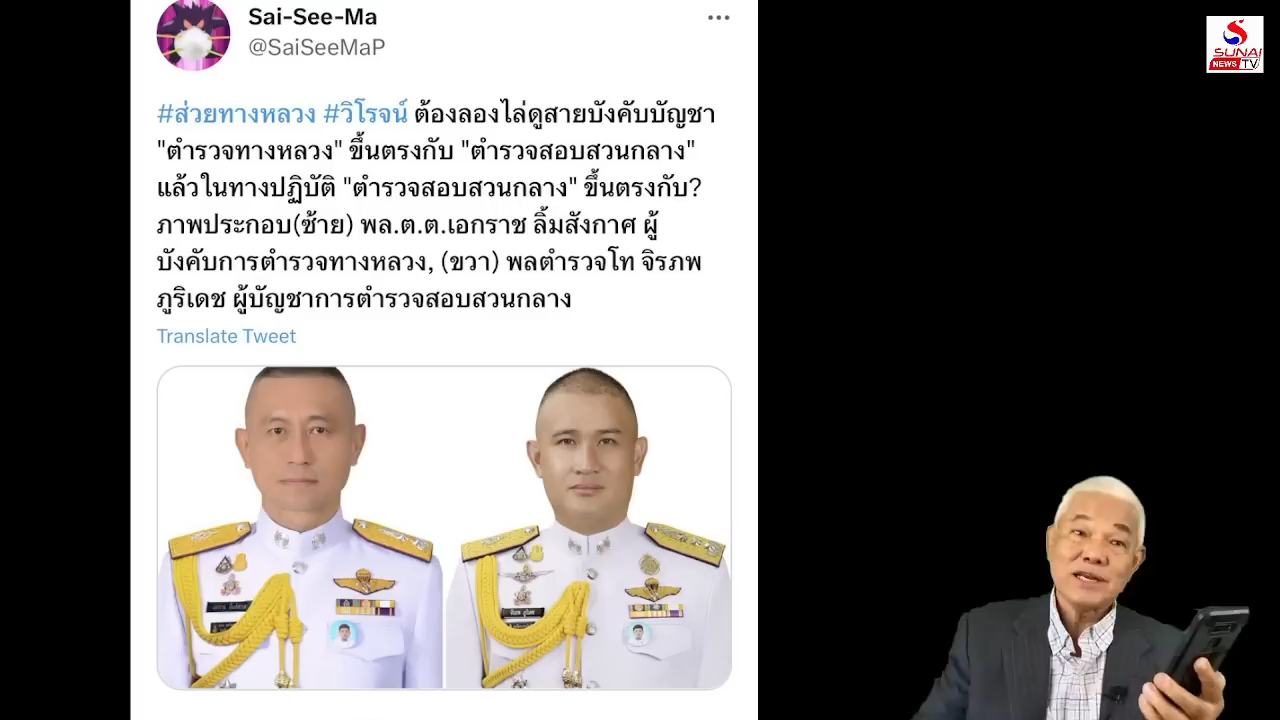 Sai-See-Ma
@SaiSeeMaP
#ส่วยทางหลวง #วิโรจน์ ต้องลองไล่ดูสายบังคับบัญชา
"ตำรวจทางหลวง" ขึ้นตรงกับ "ตำรวจสอบสวนกลาง"
แล้วในทางปฏิบัติ "ตำรวจสอบสวนกลาง" ขึ้นตรงกับ?
ภาพประกอบ(ซ้าย) พล.ต.ต.เอกราช ลิ้มสังกาศ ผู้
บังคับการตำรวจทางหลวง, (ขวา) พลตำรวจโท จิรภพ
ภูริเดช ผู้บัญชาการตำรวจสอบสวนกลาง
Translate Tweet
SUNAI
NEWS TV